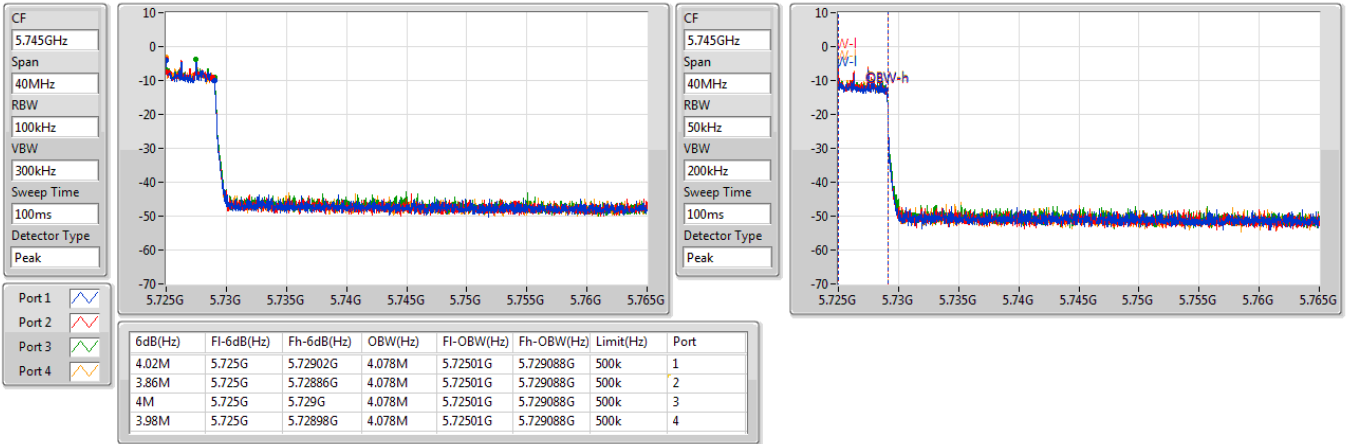 CF
5.745GHz
Span
40MHz
RBW
100kHz
VBW
300kHz
Sweep Time
100ms
Detector Type
Peak
10
0
-10
-20
-30
-40
-50
-60
-70
5.725G 5.73G 5.735G 5.74G 5.745G 5.75G 5.755G 5.76G 5.765G
CF
5.745GHz
Span
40MHz
RBW
50kHz
VBW
200kHz
Sweep Time
100ms
Detector Type
Peak
10
0
-10
-20
-30
-40
-50
-60
-70
OBW-h
5.725G 5.73G 5.735G 5.74G 5.745G 5.75G 5.755G 5.76G 5.765G
Port 1
Port 2
Port 3
Port 4
6dB(Hz) Fl-6dB(Hz) Fh-6dB(Hz) OBW(Hz) Fl-OBW(Hz) Fh-OBW(Hz) Limit(Hz) Port
4.02M 5.725G 5.72902G 4.078M 5.72501G 5.729088G 500k 1
3.86M 5.725G 5.72886G 4.078M 5.72501G 5.729088G 500k 2
4M 5.725G 5.729G 4.078M 5.72501G 5.729088G 500k 3
3.98M 5.725G 5.72898G 4.078M 5.72501G 5.729088G 500k 4